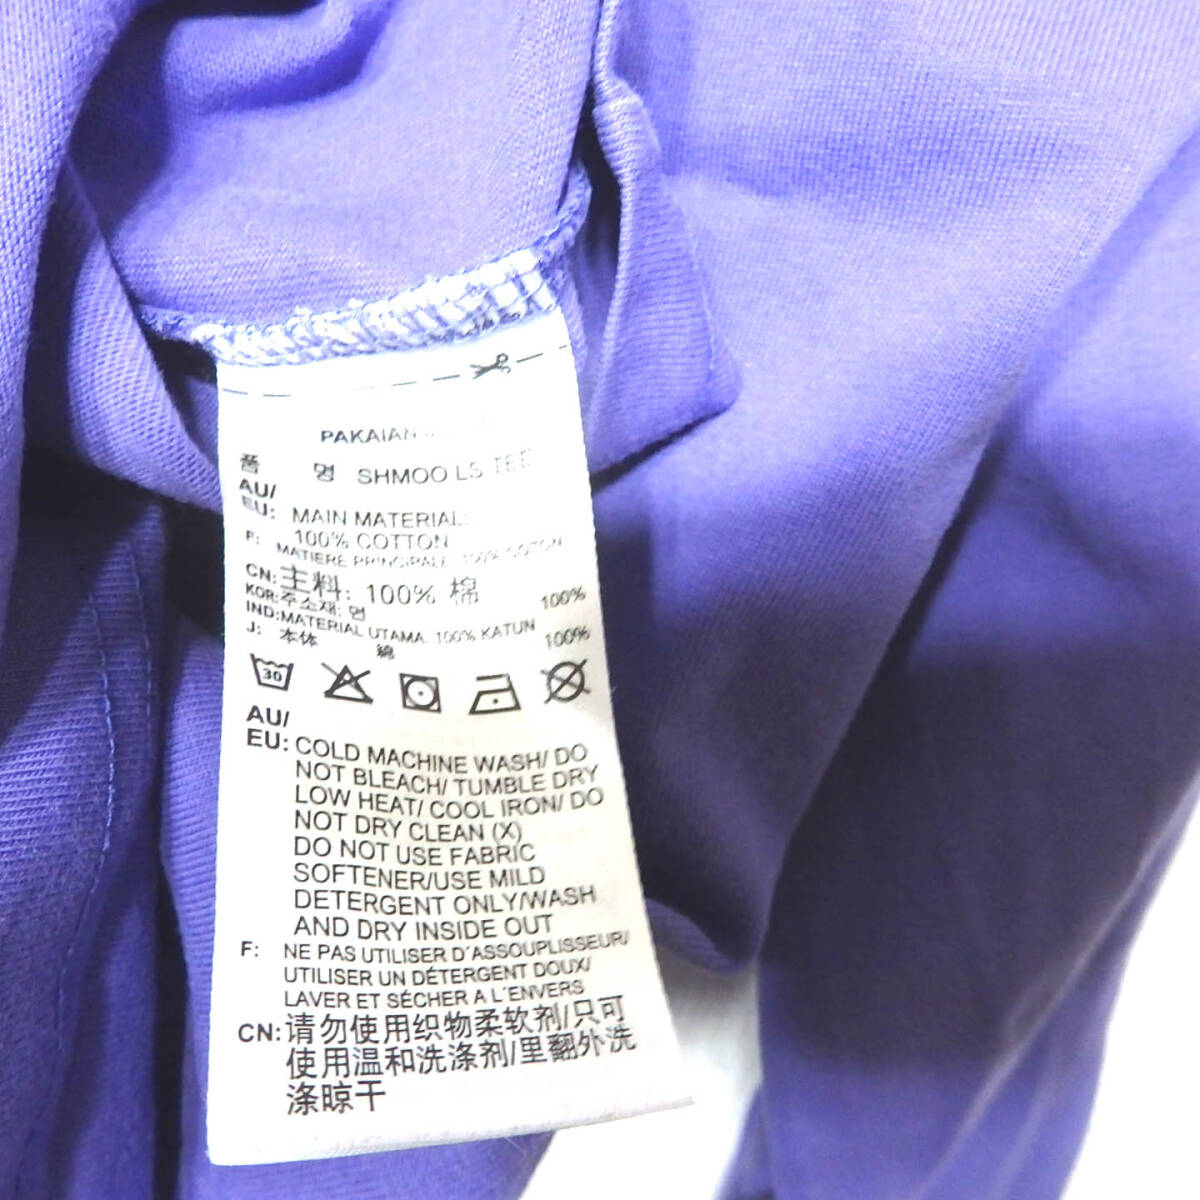 PAKAIAN
품 명 SHMOO LS TEE
AU/
EU: MAIN MATERIAL:
100% COTTON
F: MATIERE PRINCIPALE 100% COTON
CN: 主料: 100% 棉
KOR: 주소재: 면 100%
IND: MATERIAL UTAMA. 100% KATUN
J: 本体 綿 100%
30
AU/
EU: COLD MACHINE WASH/ DO
NOT BLEACH/ TUMBLE DRY
LOW HEAT/ COOL IRON/ DO
NOT DRY CLEAN (X)
DO NOT USE FABRIC
SOFTENER/USE MILD
DETERGENT ONLY/WASH
AND DRY INSIDE OUT
F: NE PAS UTILISER D´ASSOUPLISSEUR/
UTILISER UN DÉTERGENT DOUX/
LAVER ET SÉCHER A L´ENVERS
CN: 请勿使用织物柔软剂/只可
使用温和洗涤剂/里翻外洗
涤晾干